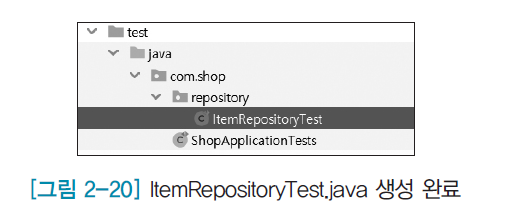 test
java
com.shop
repository
ItemRepositoryTest
ShopApplicationTests
[그림 2-20] ItemRepositoryTest.java 생성 완료